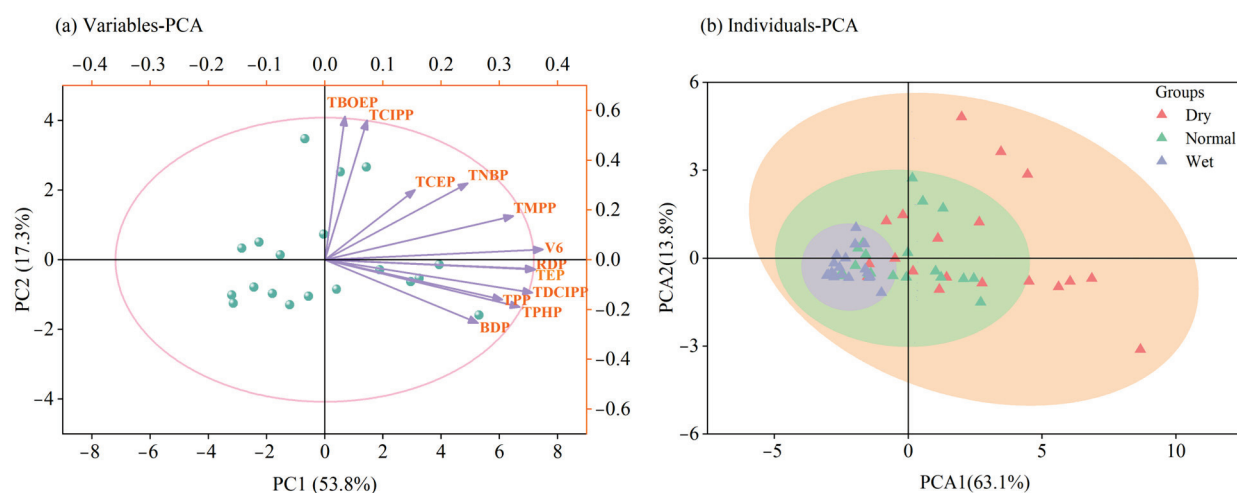 (a) Variables-PCA
−0.4 −0.3 −0.2 −0.1 0.0 0.1 0.2 0.3 0.4
4
2
0
−2
−4
PC2 (17.3%)
TBOEP
TCIPP
TCEP
TNBP
TMPP
V6
RDP
TEP
TDCIPP
TPP
TPHP
BDP
0.6
0.4
0.2
0.0
−0.2
−0.4
−0.6
−8 −6 −4 −2 0 2 4 6 8
PC1 (53.8%)
(b) Individuals-PCA
6
3
0
−3
−6
PCA2(13.8%)
Groups
Dry
Normal
Wet
−5 0 5 10
PCA1(63.1%)